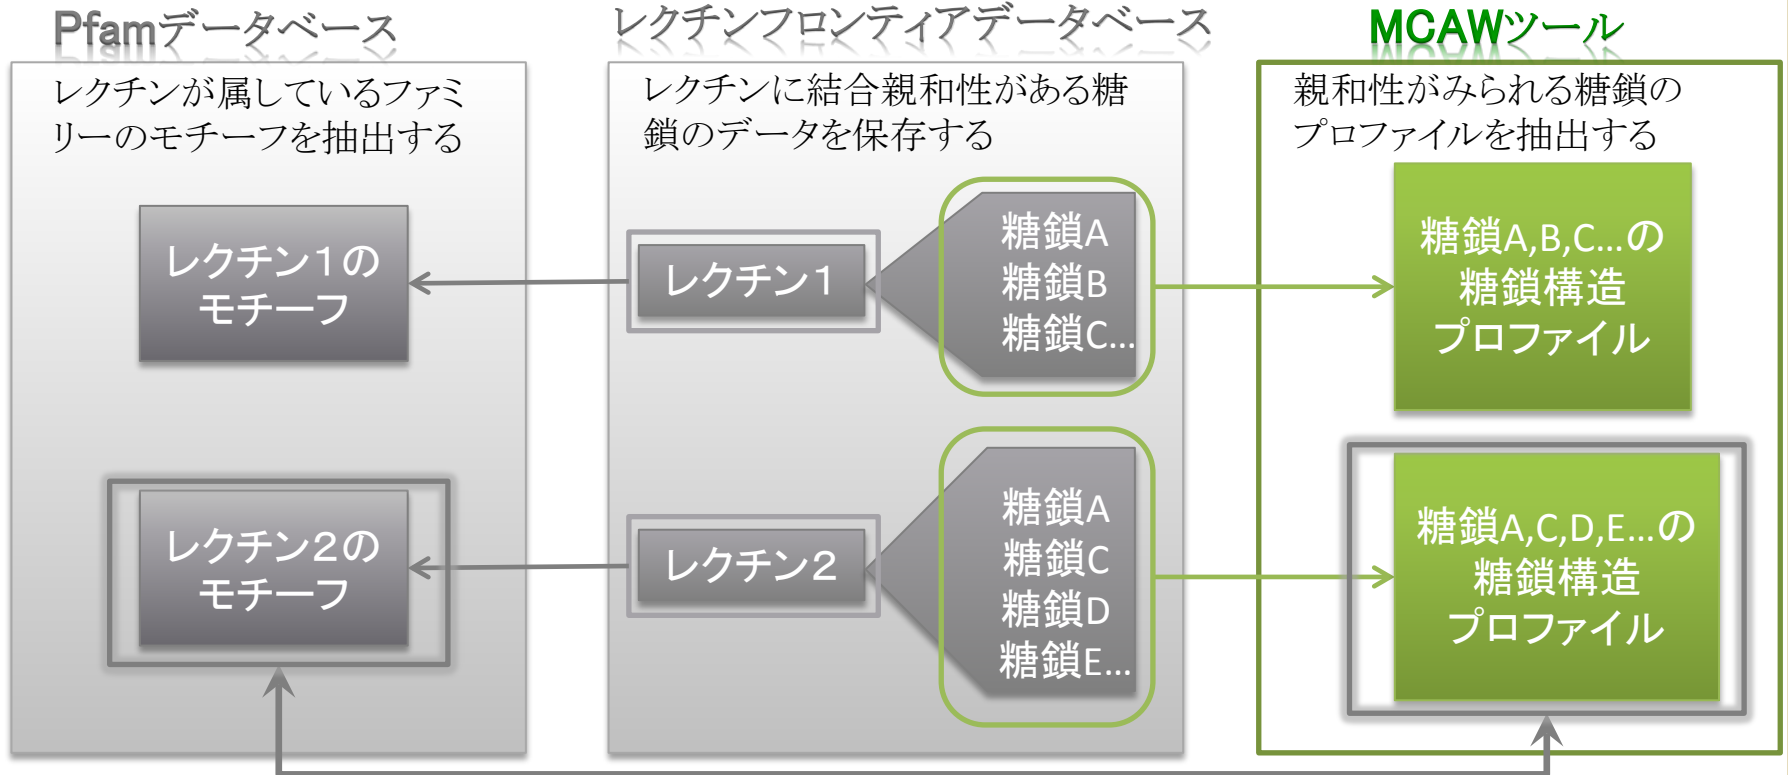 Pfamデータベース
レクチンが属しているファミ
リーのモチーフを抽出する
レクチン1の
モチーフ
レクチン2の
モチーフ
レクチンフロンティアデータベース
レクチンに結合親和性がある糖
鎖のデータを保存する
レクチン1
糖鎖A
糖鎖B
糖鎖C…
レクチン2
糖鎖A
糖鎖C
糖鎖D
糖鎖E…
MCAWツール
親和性がみられる糖鎖の
プロファイルを抽出する
糖鎖A,B,C…の
糖鎖構造
プロファイル
糖鎖A,C,D,E…の
糖鎖構造
プロファイル